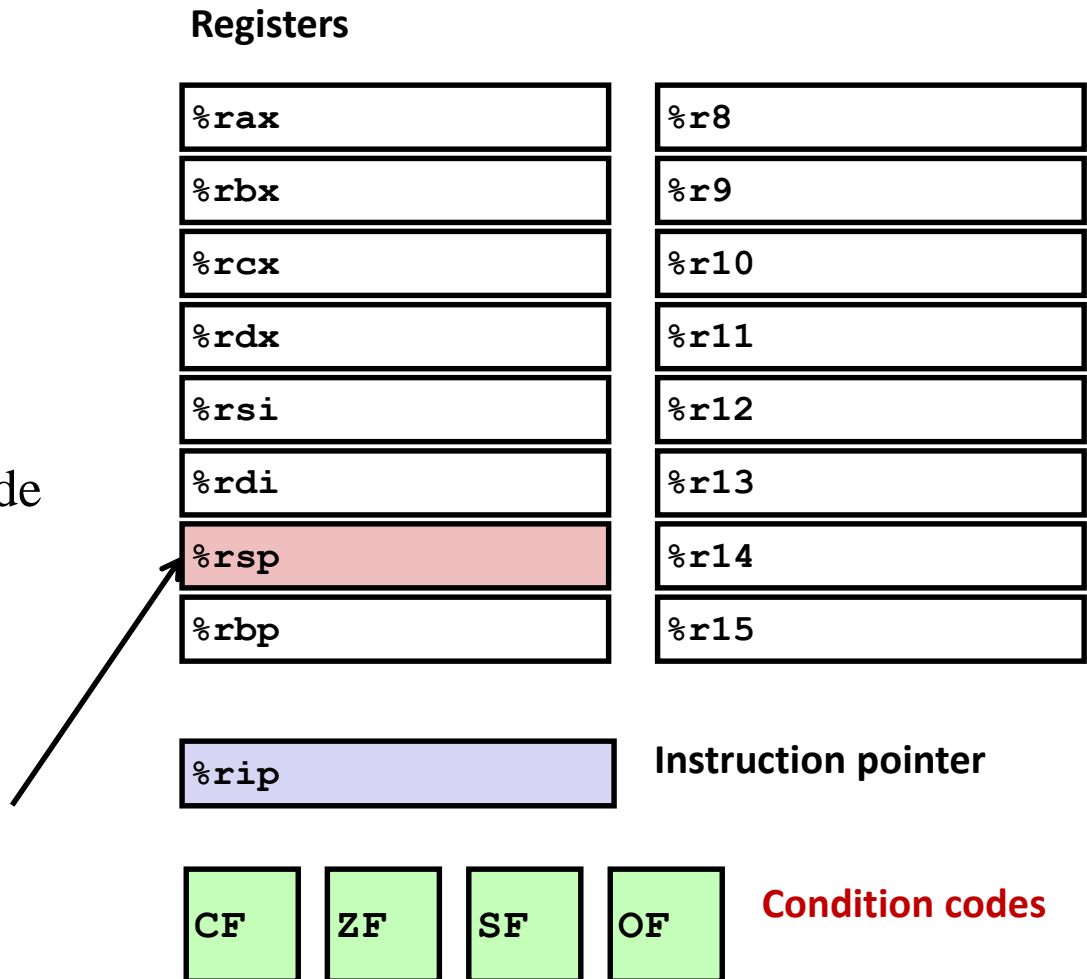 Registers
%rax %r8
%rbx %r9
%rcx %r10
%rdx %r11
%rsi %r12
%rdi %r13
de
%rsp %r14
%rbp %r15
%rip Instruction pointer
CF ZF SF OF Condition codes